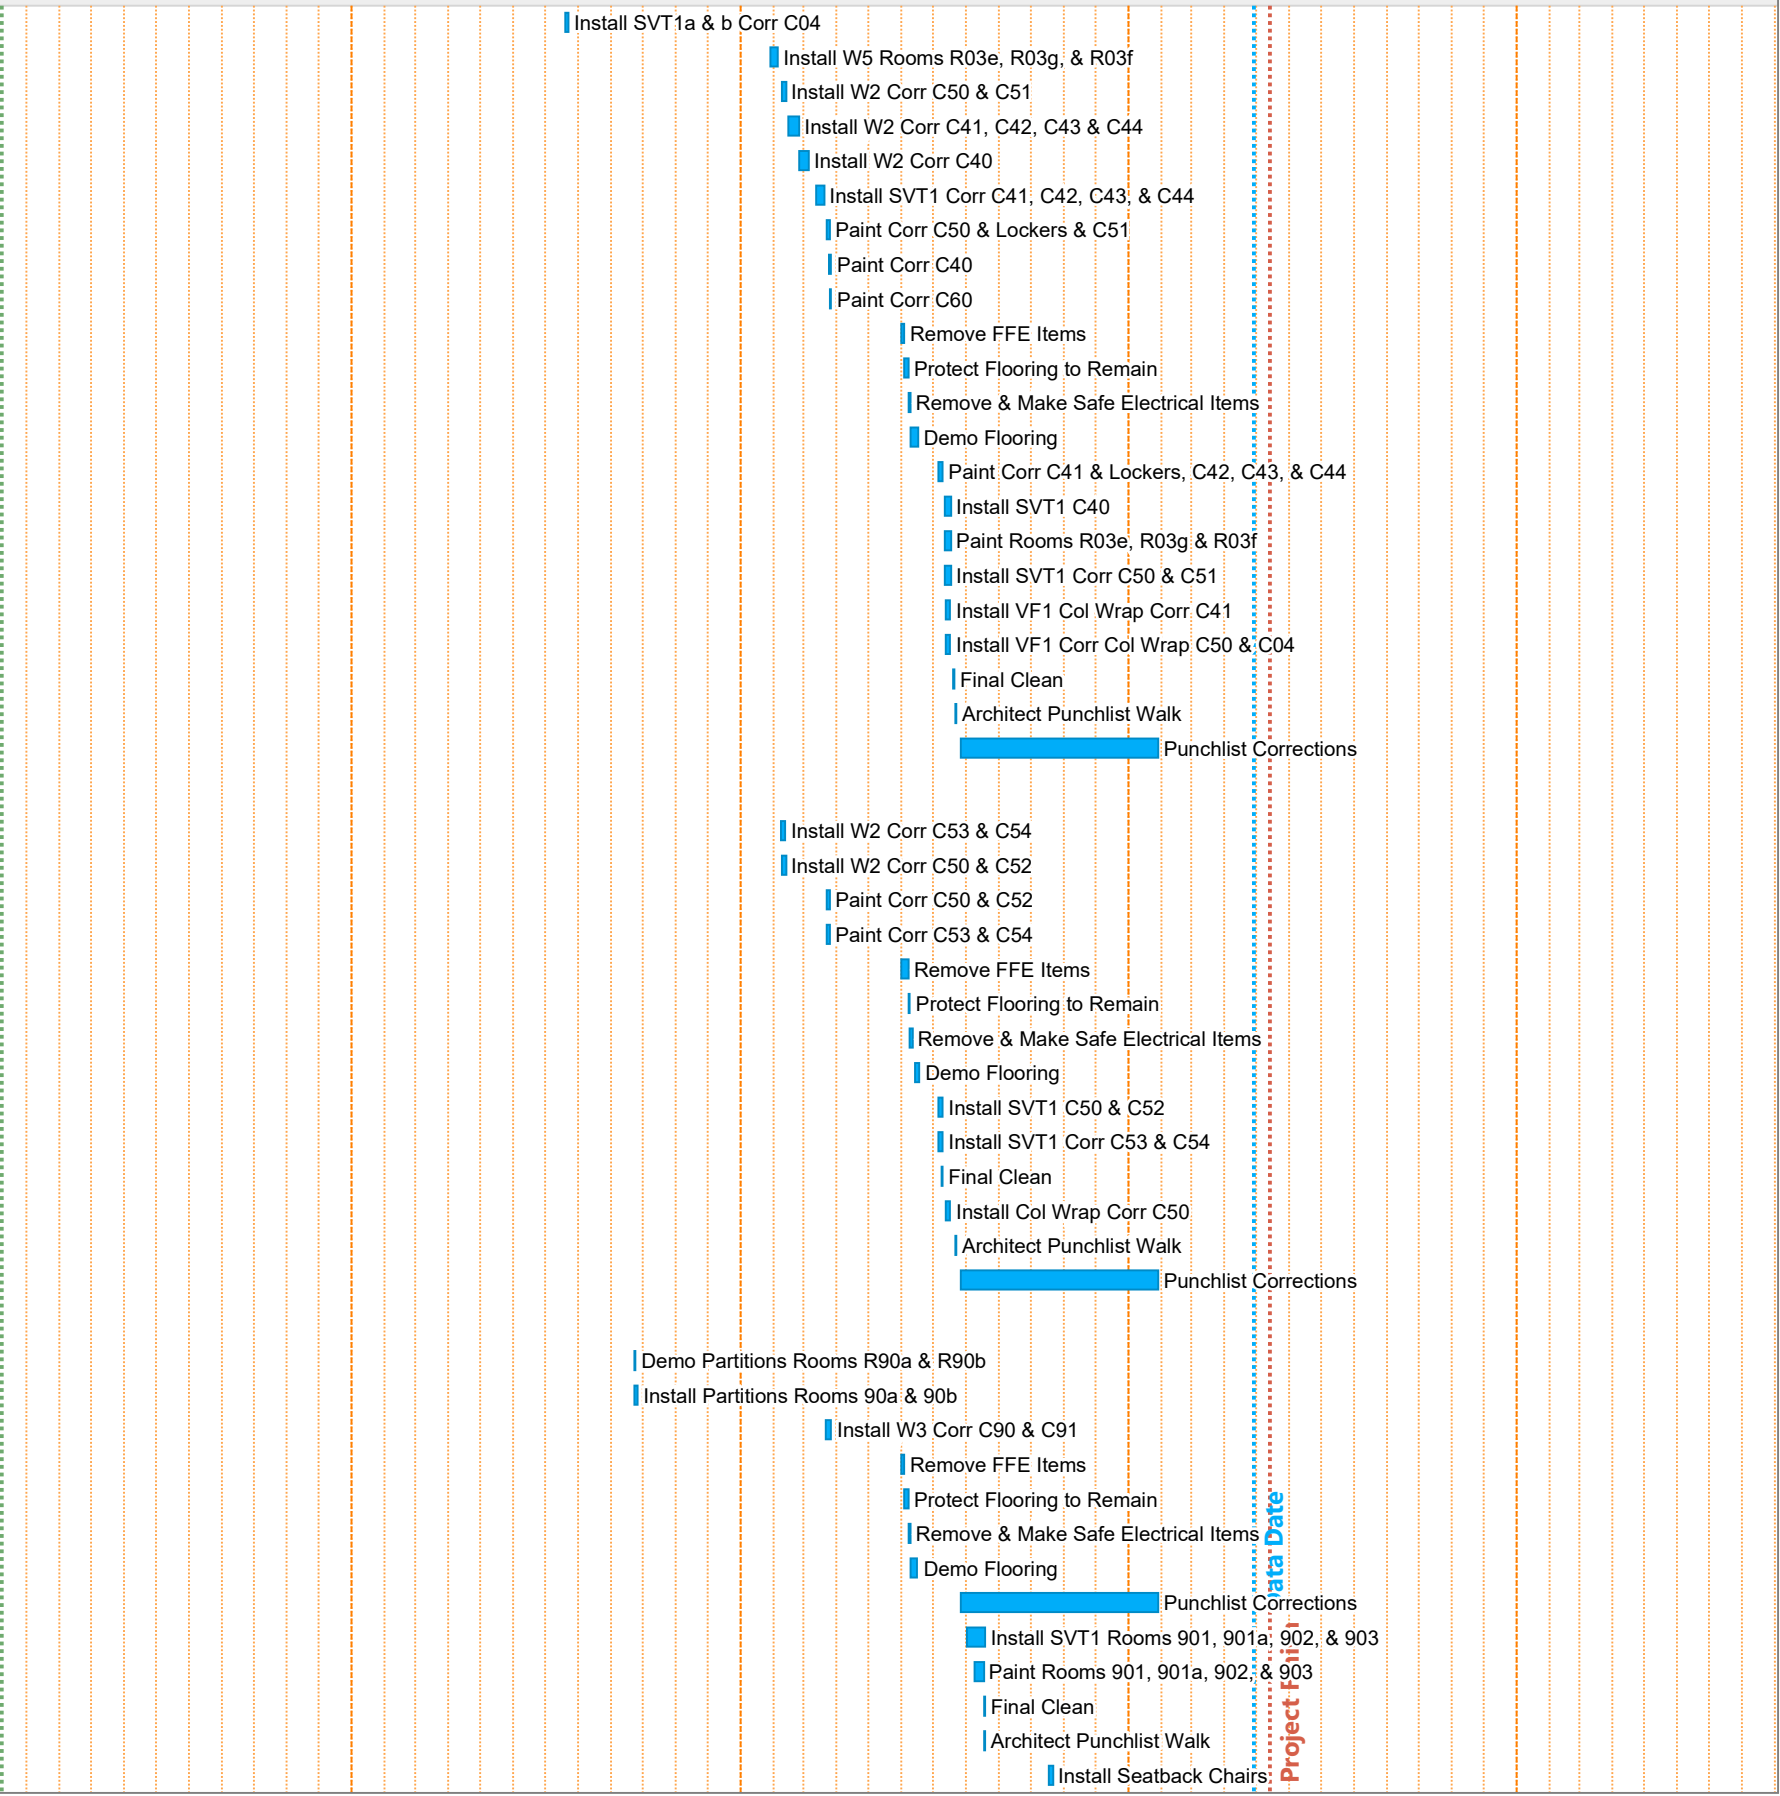 Install SVT1a & b Corr C04
Install W5 Rooms R03e, R03g, & R03f
Install W2 Corr C50 & C51
Install W2 Corr C41, C42, C43 & C44
Install W2 Corr C40
Install SVT1 Corr C41, C42, C43, & C44
Paint Corr C50 & Lockers & C51
Paint Corr C40
Paint Corr C60
Remove FFE Items
Protect Flooring to Remain
Remove & Make Safe Electrical Items
Demo Flooring
Paint Corr C41 & Lockers, C42, C43, & C44
Install SVT1 C40
Paint Rooms R03e, R03g & R03f
Install SVT1 Corr C50 & C51
Install VF1 Col Wrap Corr C41
Install VF1 Corr Col Wrap C50 & C04
Final Clean
Architect Punchlist Walk
Punchlist Corrections
Install W2 Corr C53 & C54
Install W2 Corr C50 & C52
Paint Corr C50 & C52
Paint Corr C53 & C54
Remove FFE Items
Protect Flooring to Remain
Remove & Make Safe Electrical Items
Demo Flooring
Install SVT1 C50 & C52
Install SVT1 Corr C53 & C54
Final Clean
Install Col Wrap Corr C50
Architect Punchlist Walk
Punchlist Corrections
Demo Partitions Rooms R90a & R90b
Install Partitions Rooms 90a & 90b
Install W3 Corr C90 & C91
Remove FFE Items
Protect Flooring to Remain
Remove & Make Safe Electrical Items
Demo Flooring
Punchlist Corrections
Install SVT1 Rooms 901, 901a, 902, & 903
Paint Rooms 901, 901a, 902, & 903
Final Clean
Architect Punchlist Walk
Install Seatback Chairs
Data Date
Project Finish